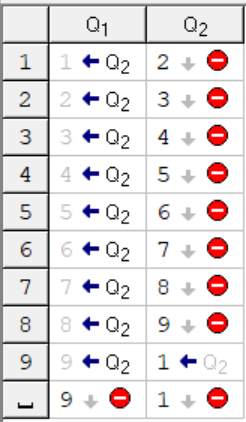 Q₁ Q₂
1 1 ← Q₂ 2 ↓ ⛔
2 2 ← Q₂ 3 ↓ ⛔
3 3 ← Q₂ 4 ↓ ⛔
4 4 ← Q₂ 5 ↓ ⛔
5 5 ← Q₂ 6 ↓ ⛔
6 6 ← Q₂ 7 ↓ ⛔
7 7 ← Q₂ 8 ↓ ⛔
8 8 ← Q₂ 9 ↓ ⛔
9 9 ← Q₂ 1 ← Q₂
␣ 9 ↓ ⛔ 1 ↓ ⛔